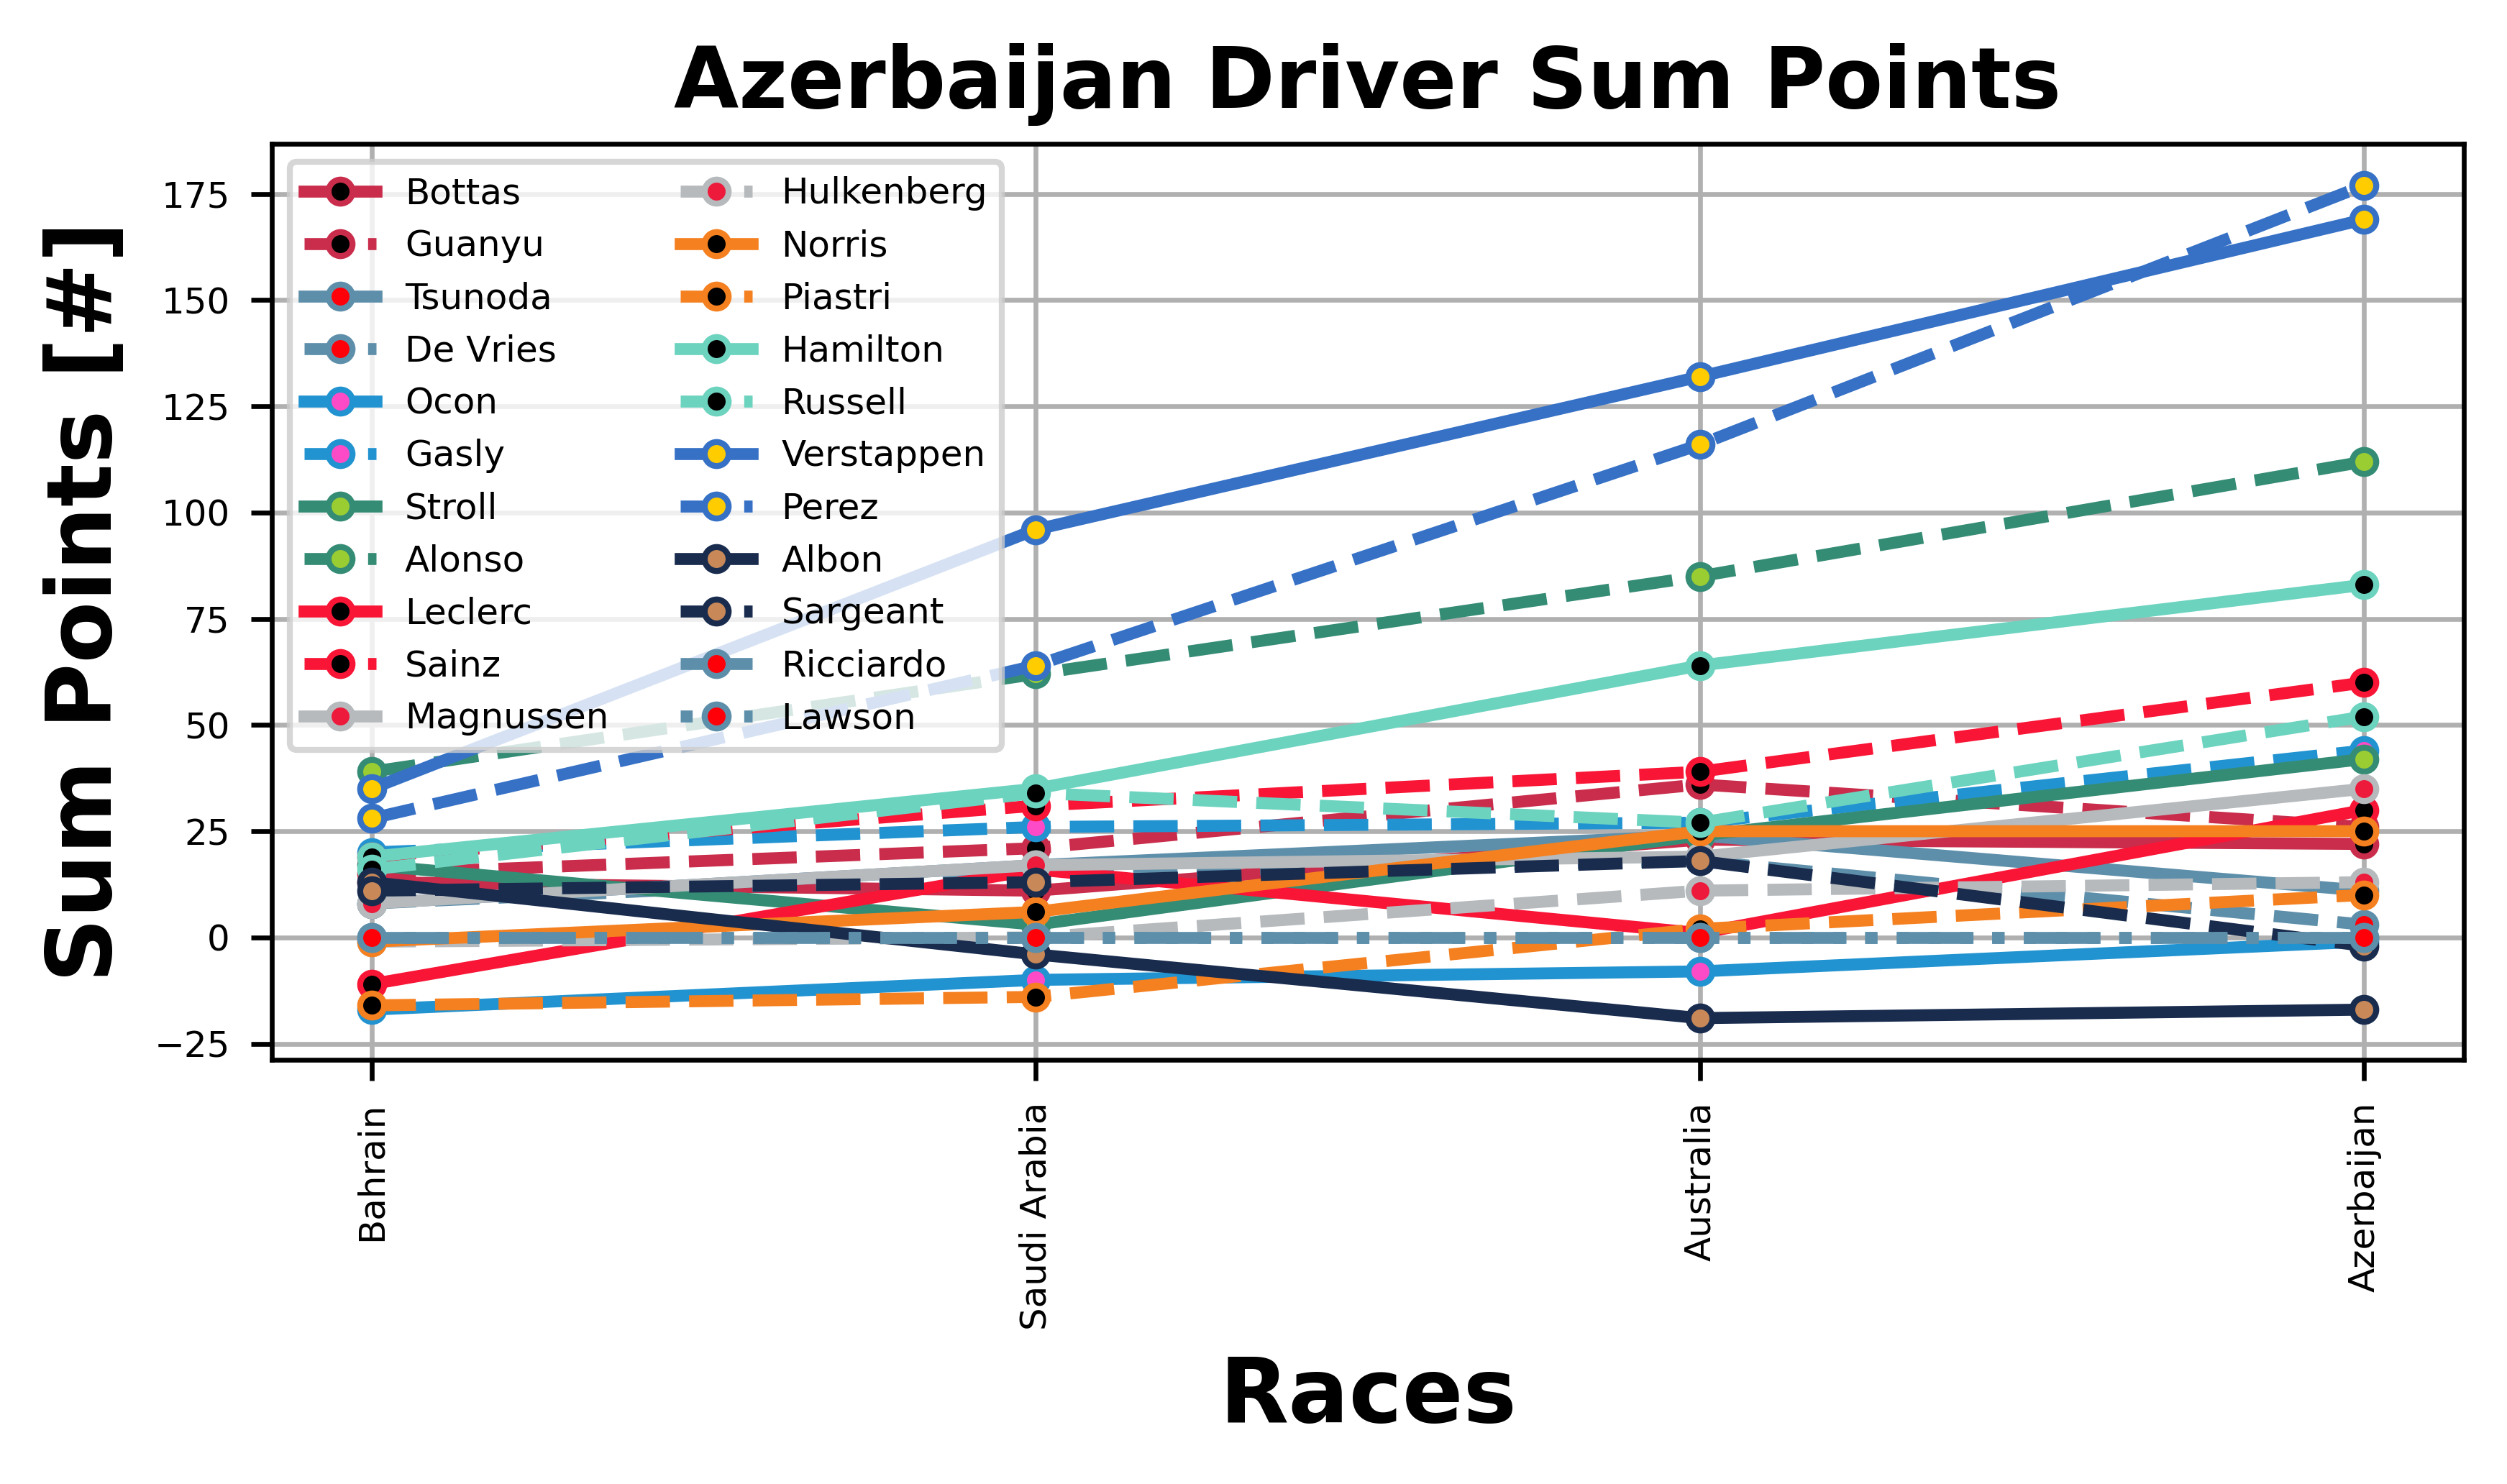 Azerbaijan Driver Sum Points
Sum Points [#]
175
150
125
100
75
50
25
0
−25
Bottas
Guanyu
Tsunoda
De Vries
Ocon
Gasly
Stroll
Alonso
Leclerc
Sainz
Magnussen
Hulkenberg
Norris
Piastri
Hamilton
Russell
Verstappen
Perez
Albon
Sargeant
Ricciardo
Lawson
Bahrain
Saudi Arabia
Australia
Azerbaijan
Races